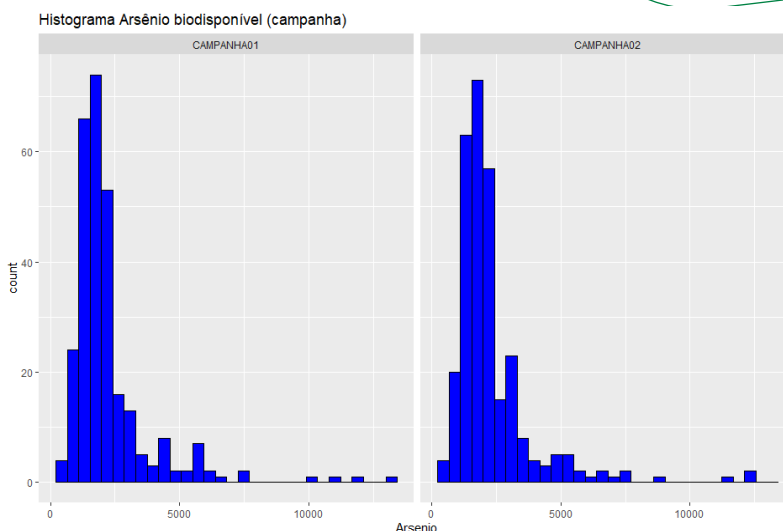 Histograma Arsênio biodisponível (campanha)
CAMPANHA01
CAMPANHA02
60
40
20
0
count
0 5000 10000
0 5000 10000
Arsenio